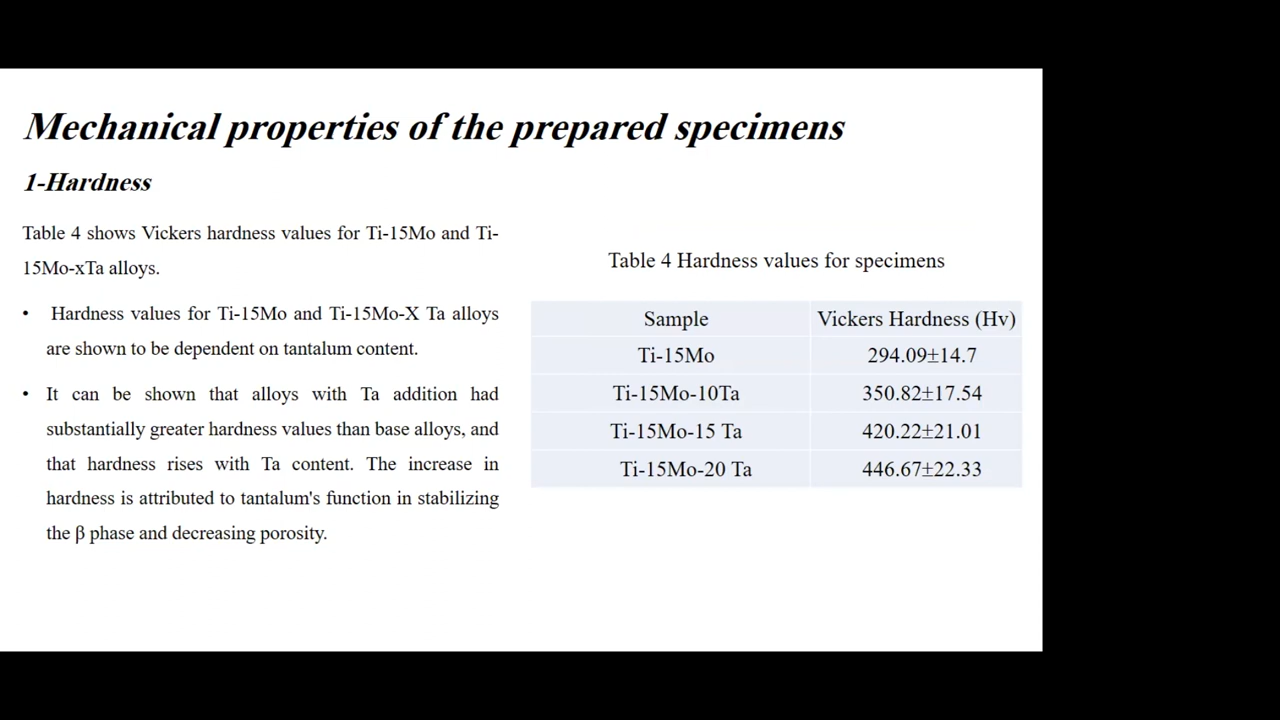 Mechanical properties of the prepared specimens
1-Hardness
Table 4 shows Vickers hardness values for Ti-15Mo and Ti-
15Mo-xTa alloys.
• Hardness values for Ti-15Mo and Ti-15Mo-X Ta alloys
are shown to be dependent on tantalum content.
• It can be shown that alloys with Ta addition had
substantially greater hardness values than base alloys, and
that hardness rises with Ta content. The increase in
hardness is attributed to tantalum's function in stabilizing
the β phase and decreasing porosity.
Table 4 Hardness values for specimens
Sample Vickers Hardness (Hv)
Ti-15Mo 294.09±14.7
Ti-15Mo-10Ta 350.82±17.54
Ti-15Mo-15 Ta 420.22±21.01
Ti-15Mo-20 Ta 446.67±22.33